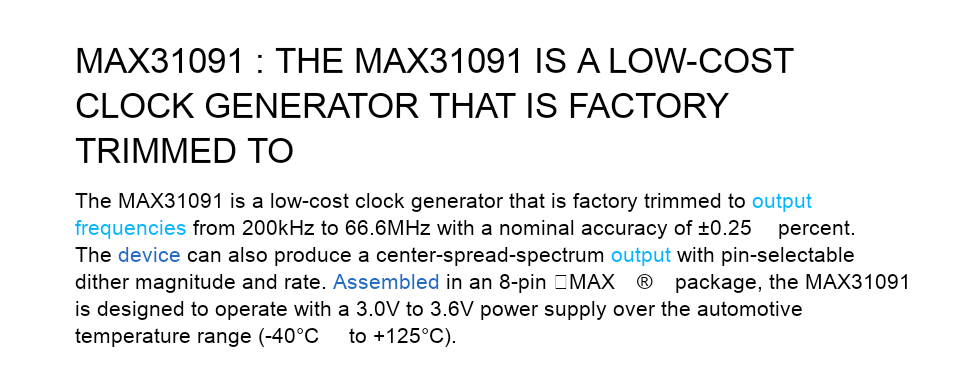 MAX31091 : THE MAX31091 IS A LOW-COST
CLOCK GENERATOR THAT IS FACTORY
TRIMMED TO
The MAX31091 is a low-cost clock generator that is factory trimmed to output
frequencies from 200kHz to 66.6MHz with a nominal accuracy of ±0.25 percent.
The device can also produce a center-spread-spectrum output with pin-selectable
dither magnitude and rate. Assembled in an 8-pin □MAX ® package, the MAX31091
is designed to operate with a 3.0V to 3.6V power supply over the automotive
temperature range (-40°C to +125°C).